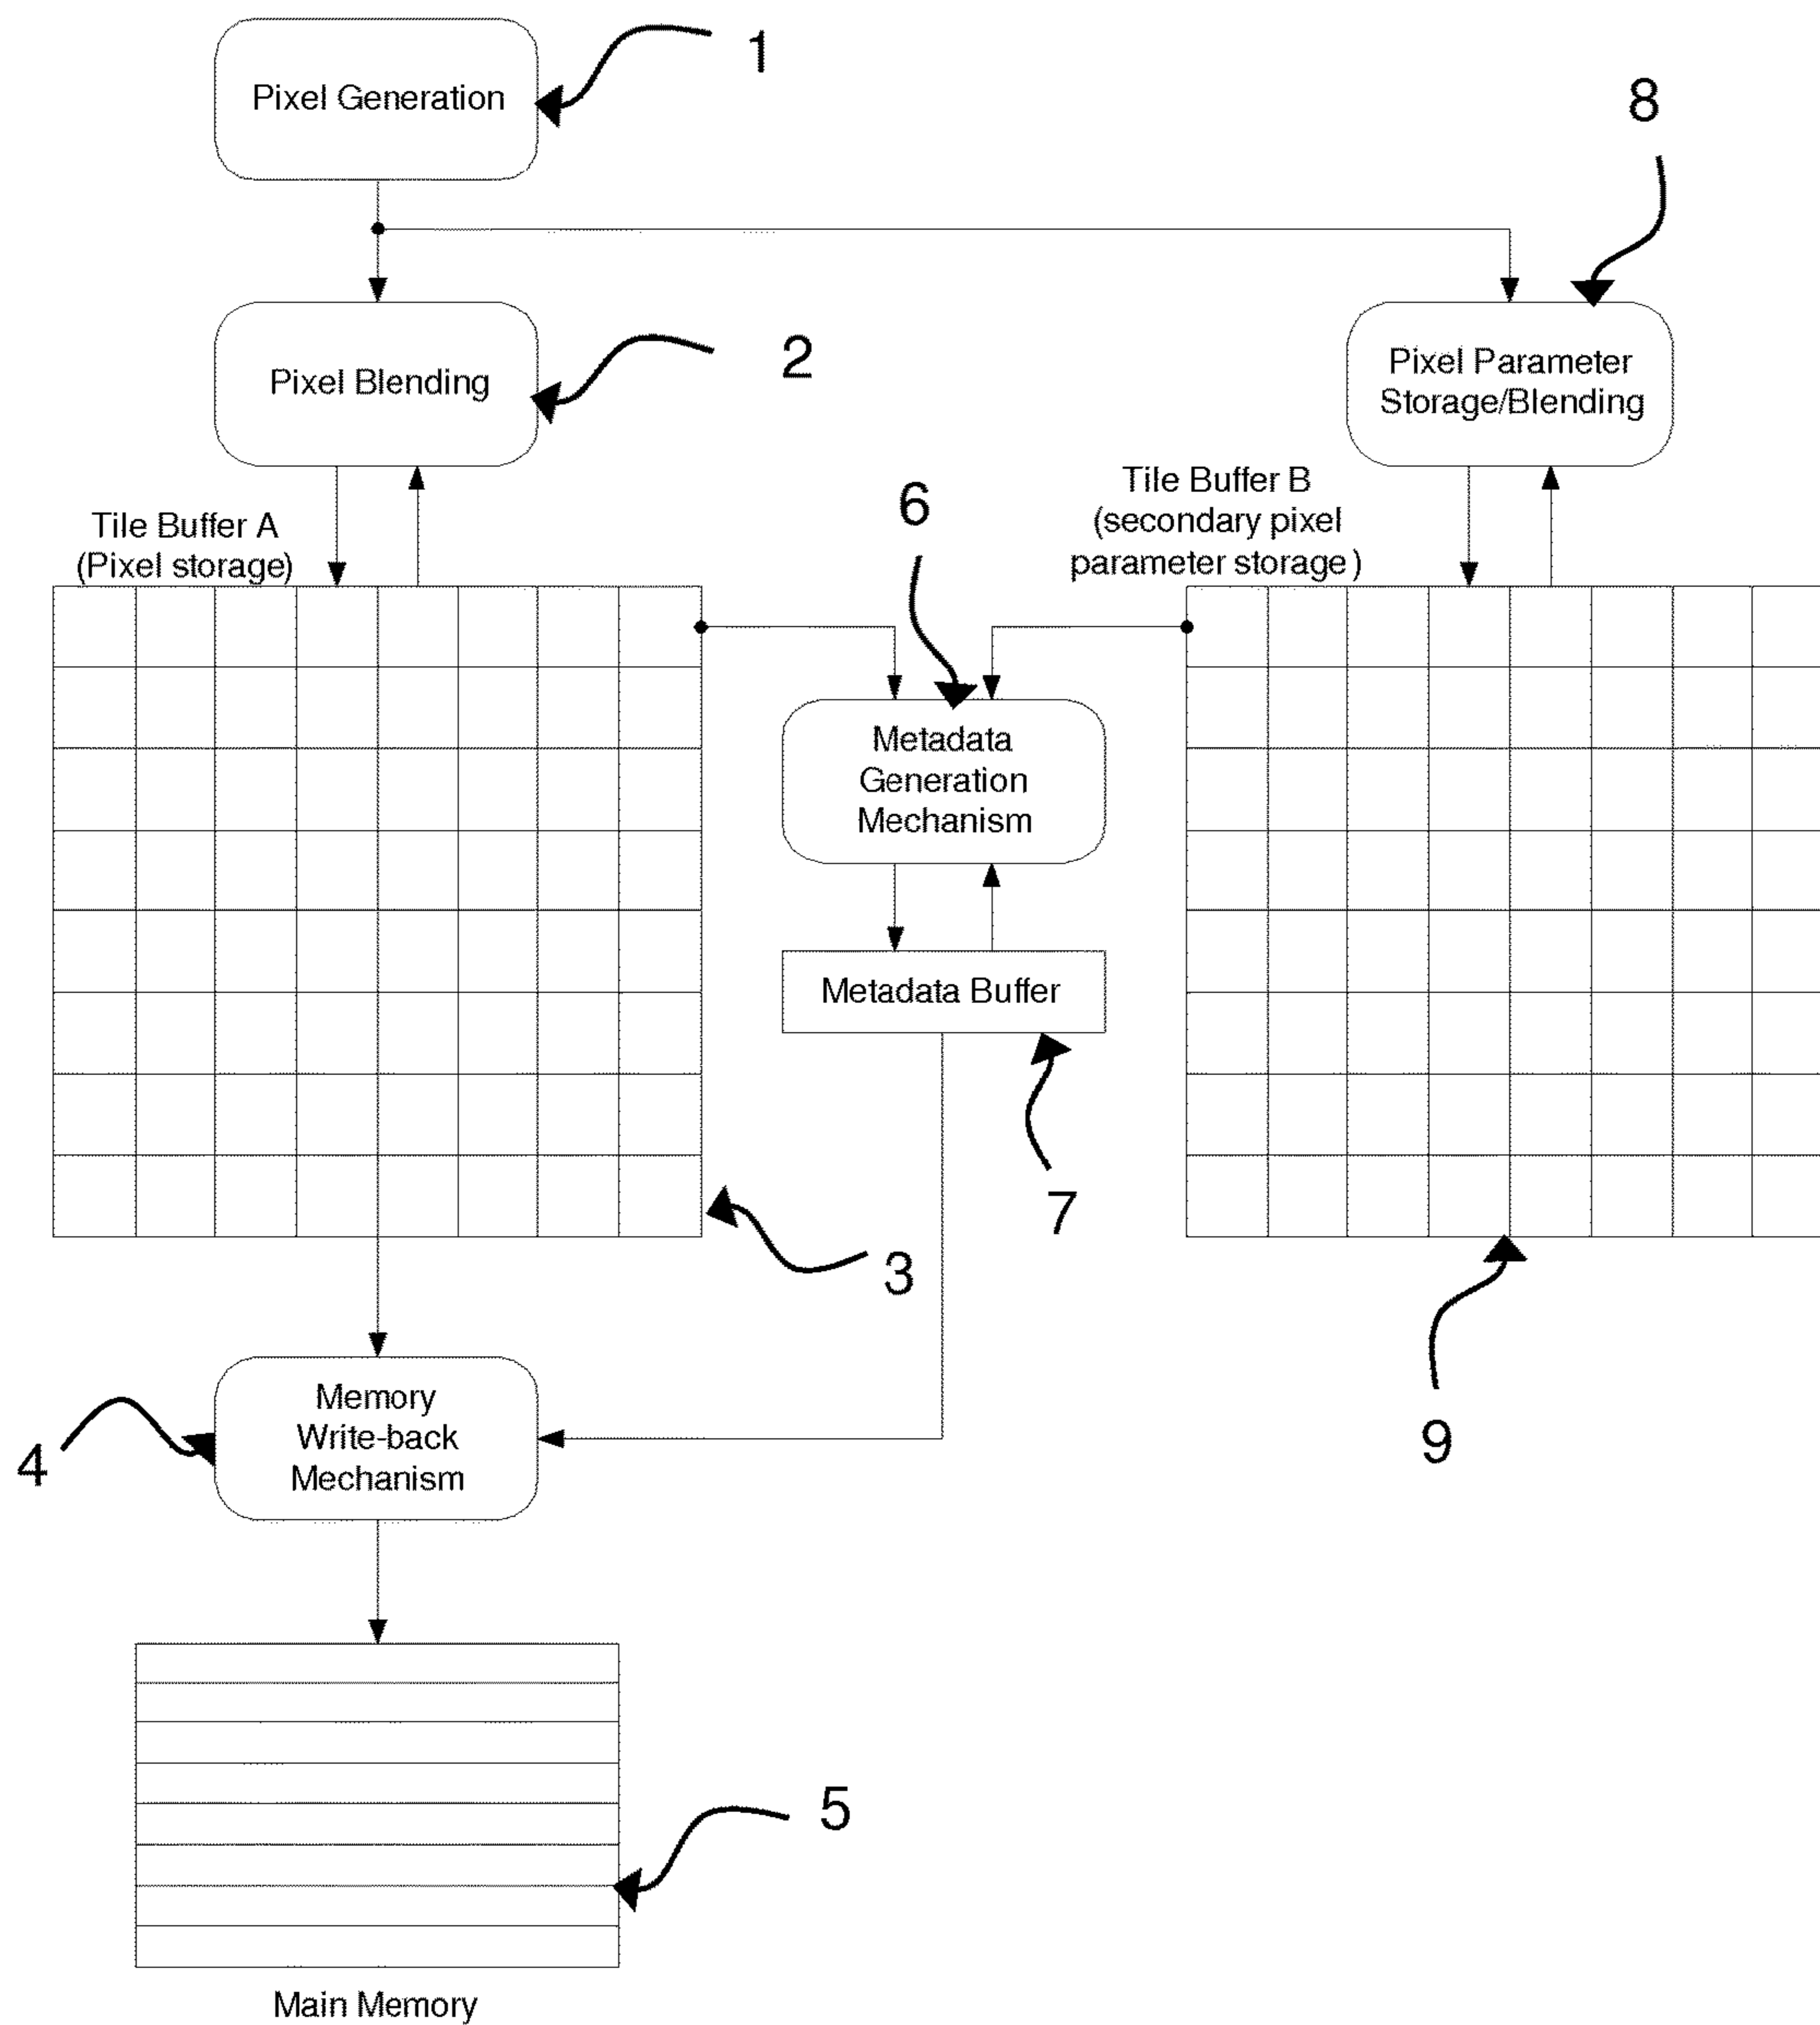 Pixel Generation
1
8
Pixel Blending
2
Pixel Parameter
Storage/Blending
Tile Buffer A
(Pixel storage)
6
Tile Buffer B
(secondary pixel
parameter storage)
Metadata
Generation
Mechanism
Metadata Buffer
7
3
9
Memory
Write-back
Mechanism
4
5
Main Memory